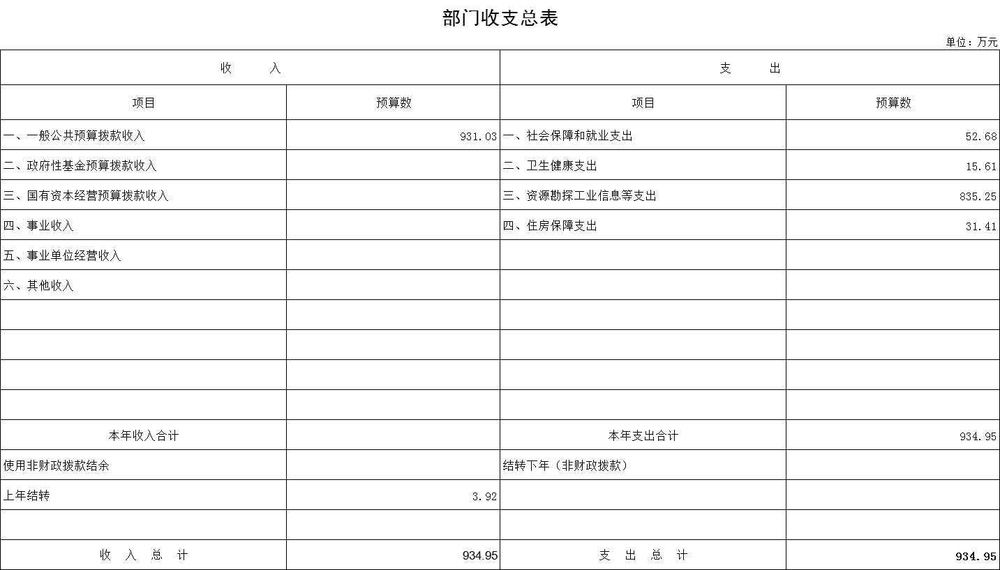 部门收支总表
单位：万元
收 入 支 出
项目 预算数 项目 预算数
一、一般公共预算拨款收入 931.03 一、社会保障和就业支出 52.68
二、政府性基金预算拨款收入 二、卫生健康支出 15.61
三、国有资本经营预算拨款收入 三、资源勘探工业信息等支出 835.25
四、事业收入 四、住房保障支出 31.41
五、事业单位经营收入
六、其他收入
本年收入合计 本年支出合计 934.95
使用非财政拨款结余 结转下年（非财政拨款）
上年结转 3.92
收 入 总 计 934.95 支 出 总 计 934.95